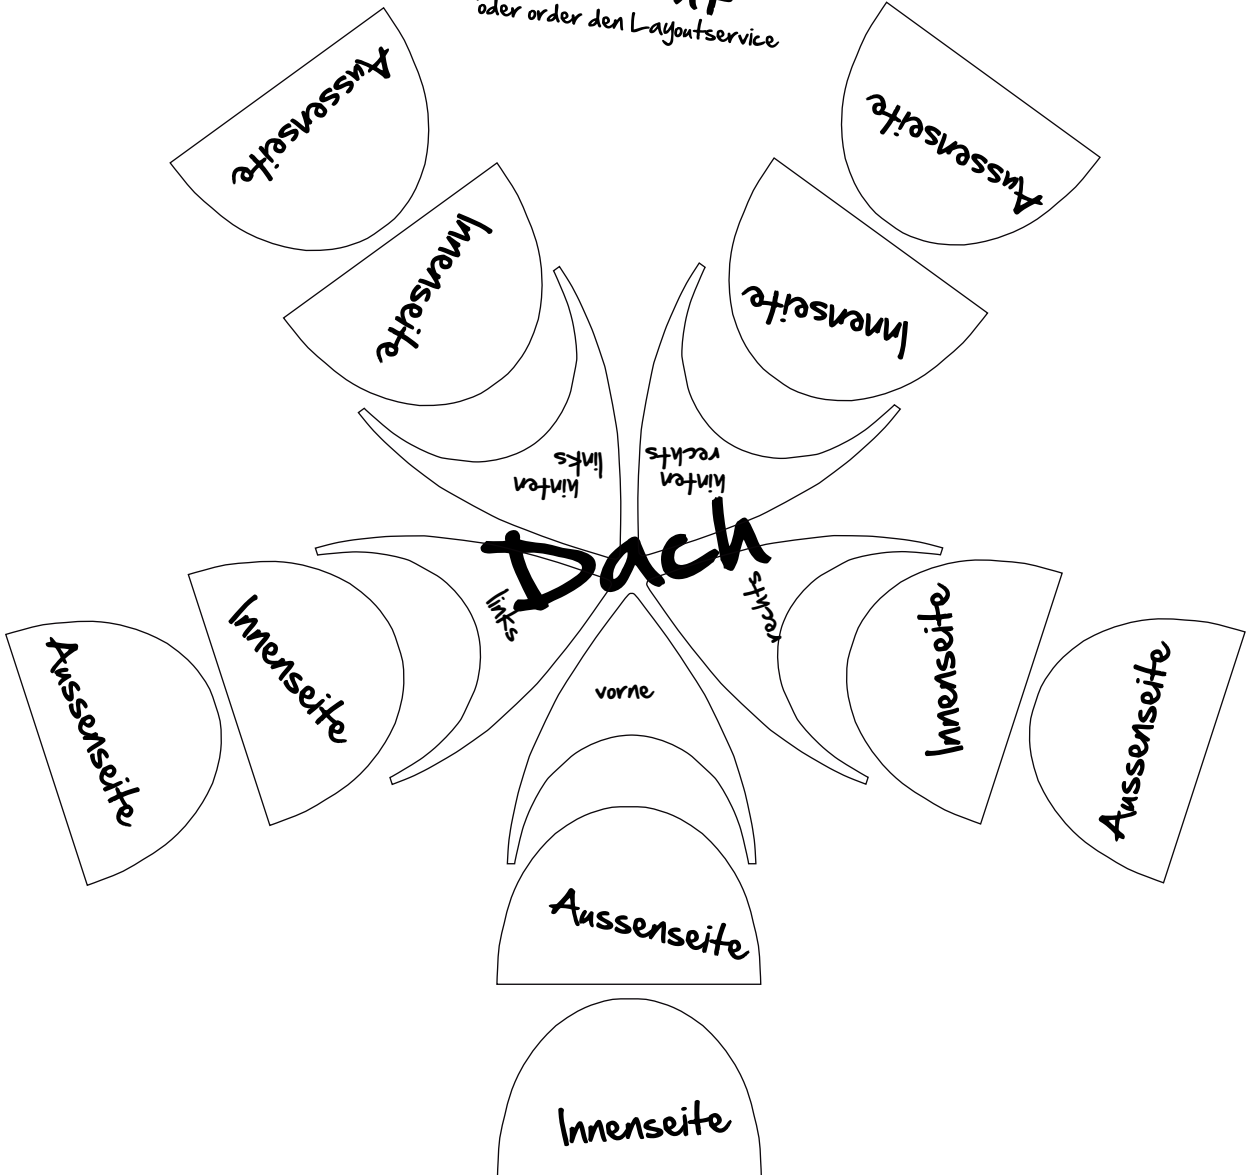 oder order den Layoutservice
Aussenseite
Aussenseite
Innenseite
Innenseite
hinten
links
hinten
rechts
Dach
links
rechts
Innenseite
Innenseite
Aussenseite
Aussenseite
vorne
Aussenseite
Innenseite